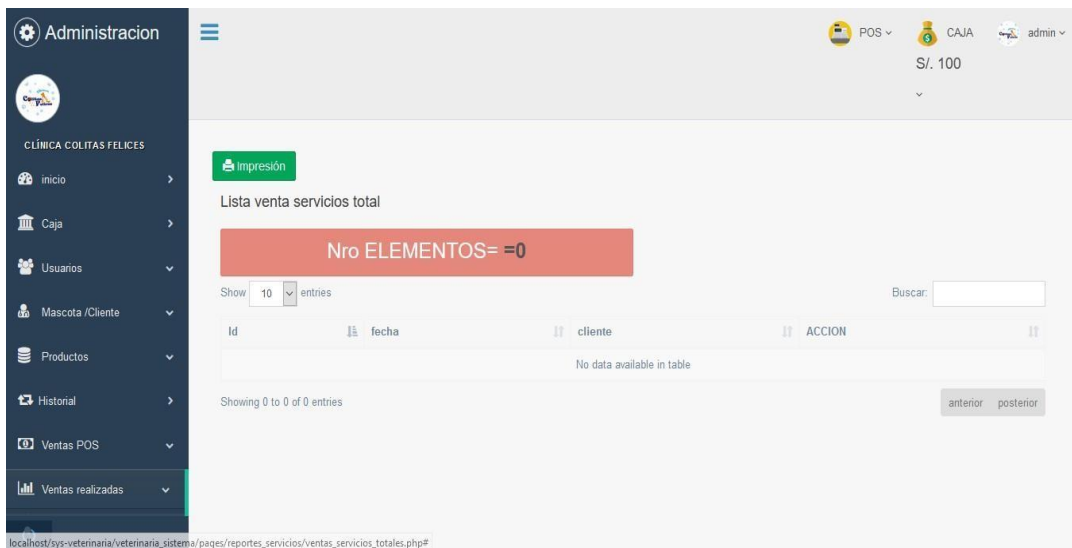 Administracion
POS
CAJA
admin
S/. 100
CLÍNICA COLITAS FELICES
inicio
Caja
Usuarios
Mascota /Cliente
Productos
Historial
Ventas POS
Ventas realizadas
Impresión
Lista venta servicios total
Nro ELEMENTOS= =0
Show 10 entries
Buscar:
Id fecha cliente ACCION
No data available in table
Showing 0 to 0 of 0 entries
anterior posterior
localhost/sys-veterinaria/veterinaria_sistema/pages/reportes_servicios/ventas_servicios_totales.php#